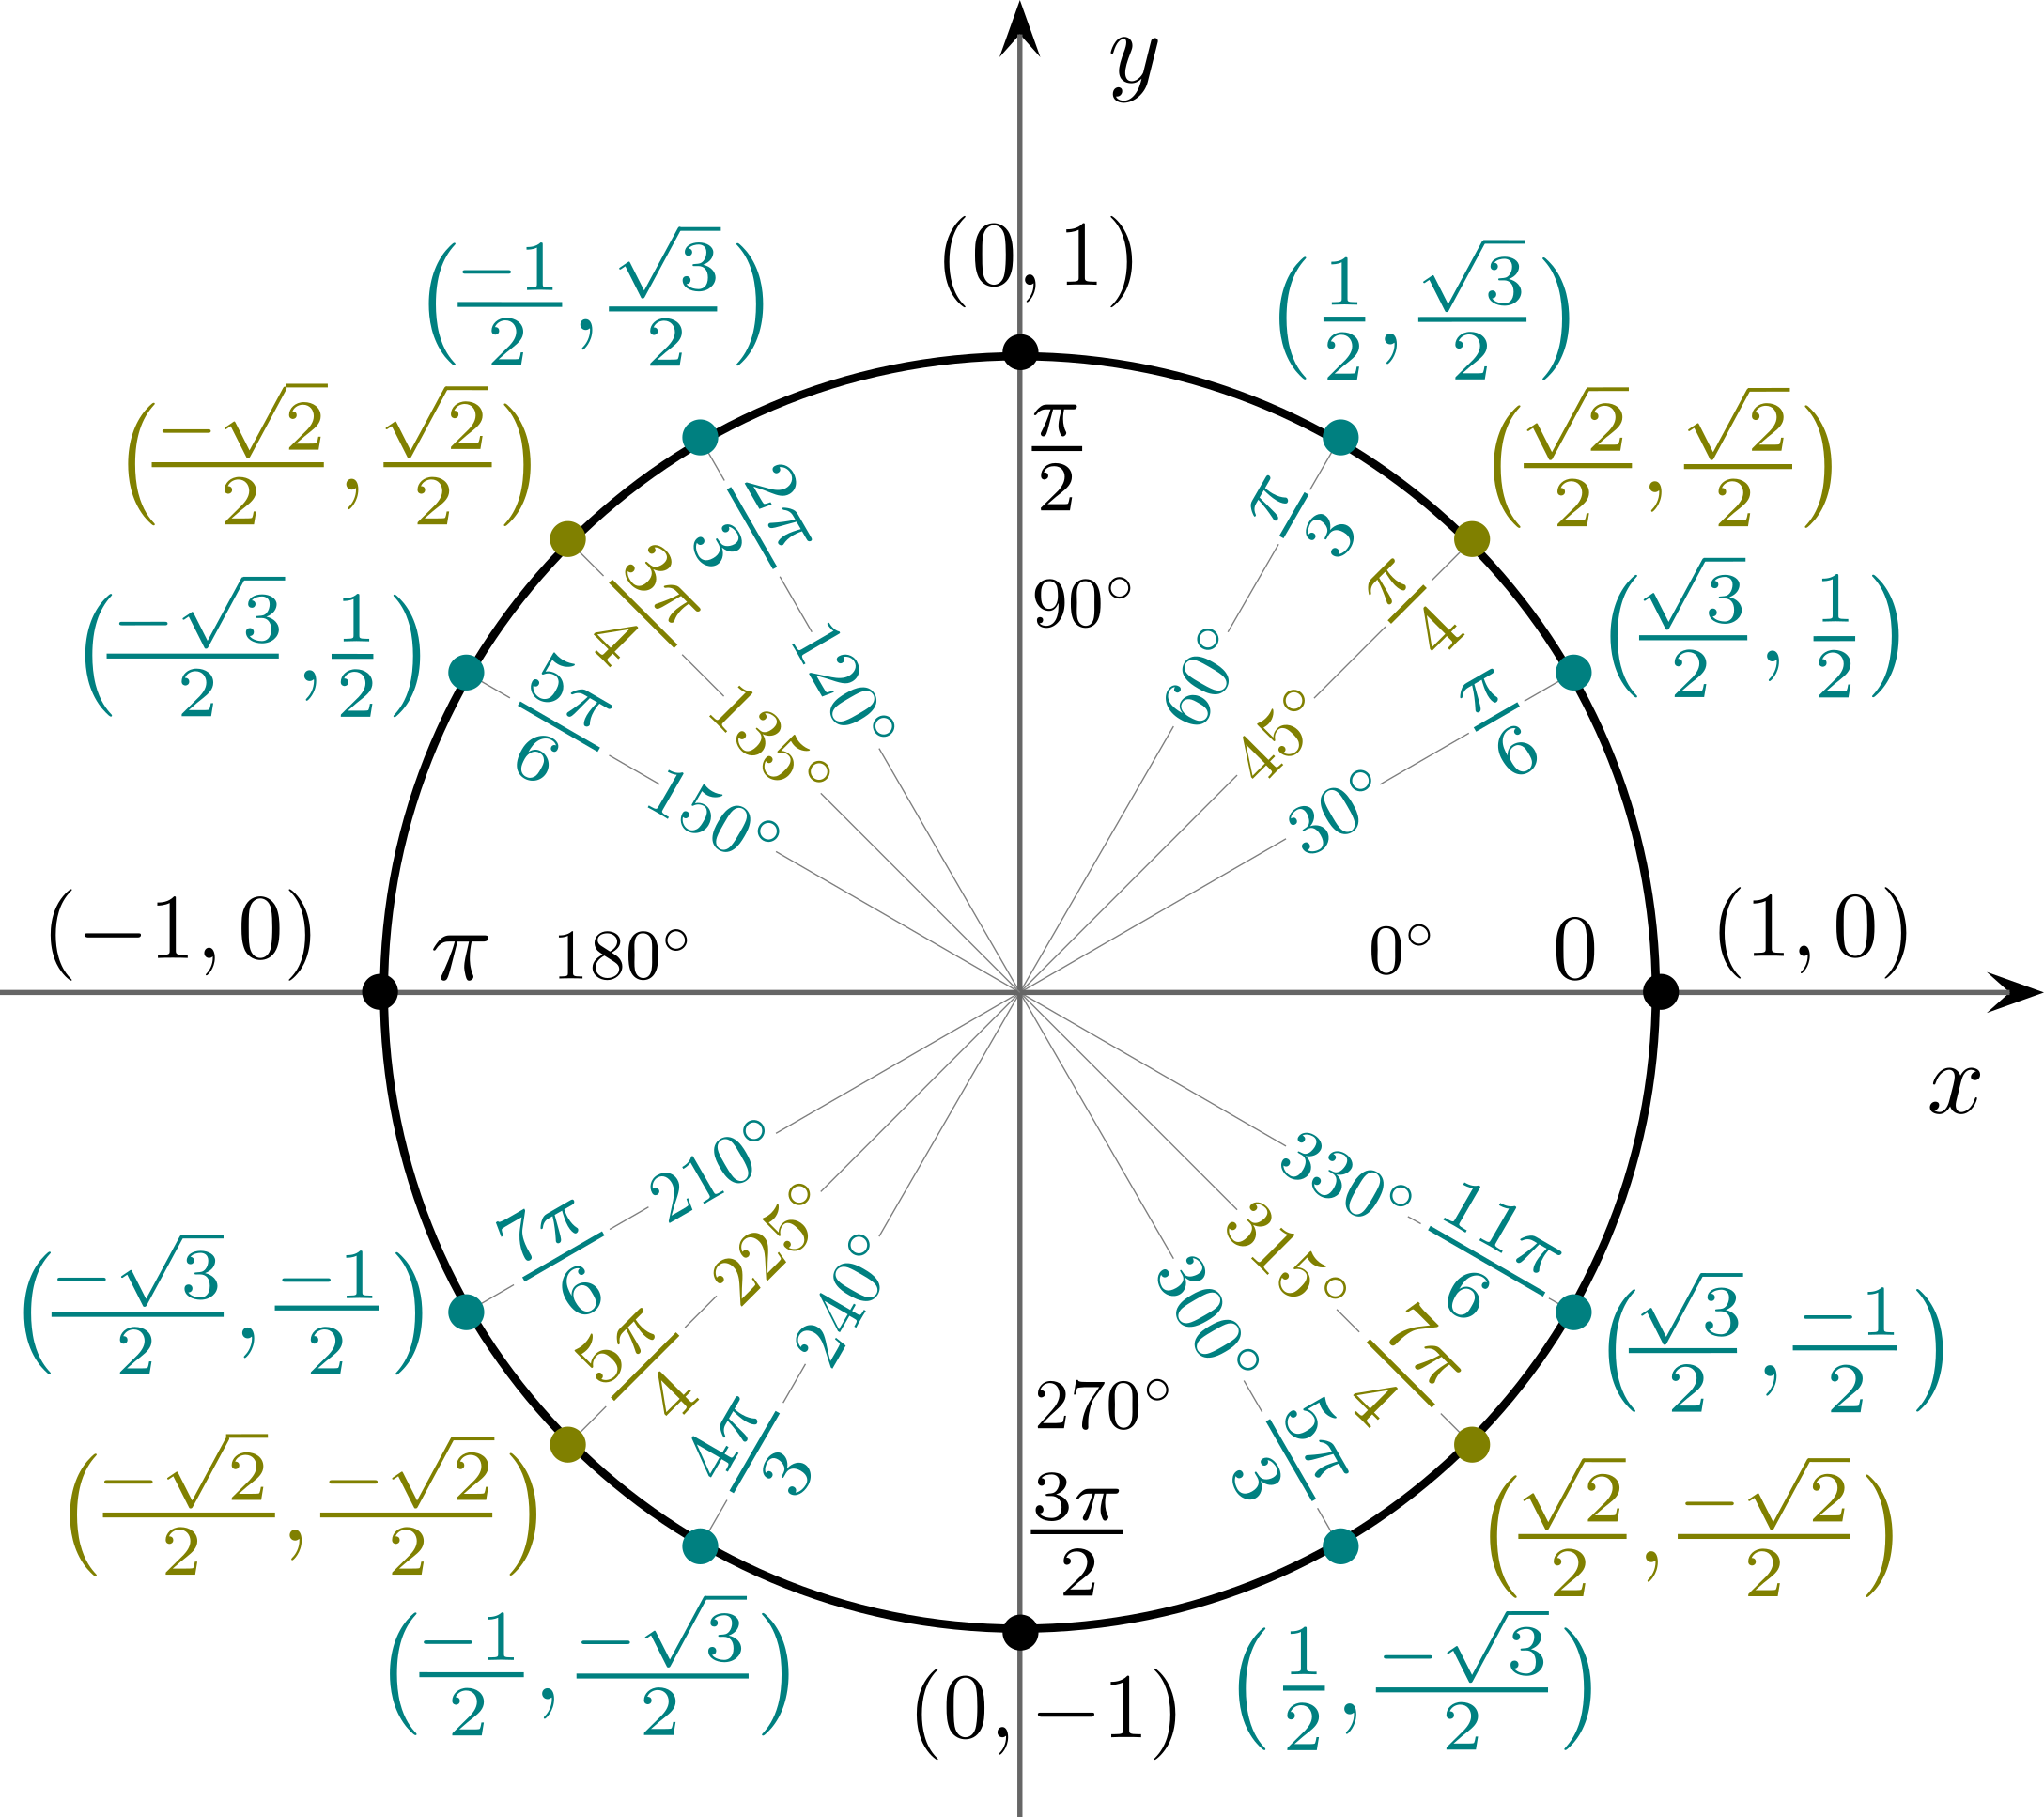 y
(0, 1)
(-1/2, √3/2)
(1/2, √3/2)
(-√2/2, √2/2)
(√2/2, √2/2)
π/2
2π/3
π/3
3π/4
π/4
(-√3/2, 1/2)
(√3/2, 1/2)
90°
120°
60°
5π/6
π/6
135°
45°
150°
30°
(-1, 0)
π
180°
0°
0
(1, 0)
x
210°
330°
7π/6
11π/6
225°
315°
240°
300°
(-√3/2, -1/2)
(√3/2, -1/2)
5π/4
7π/4
270°
4π/3
5π/3
3π/2
(-√2/2, -√2/2)
(√2/2, -√2/2)
(-1/2, -√3/2)
(1/2, -√3/2)
(0, -1)